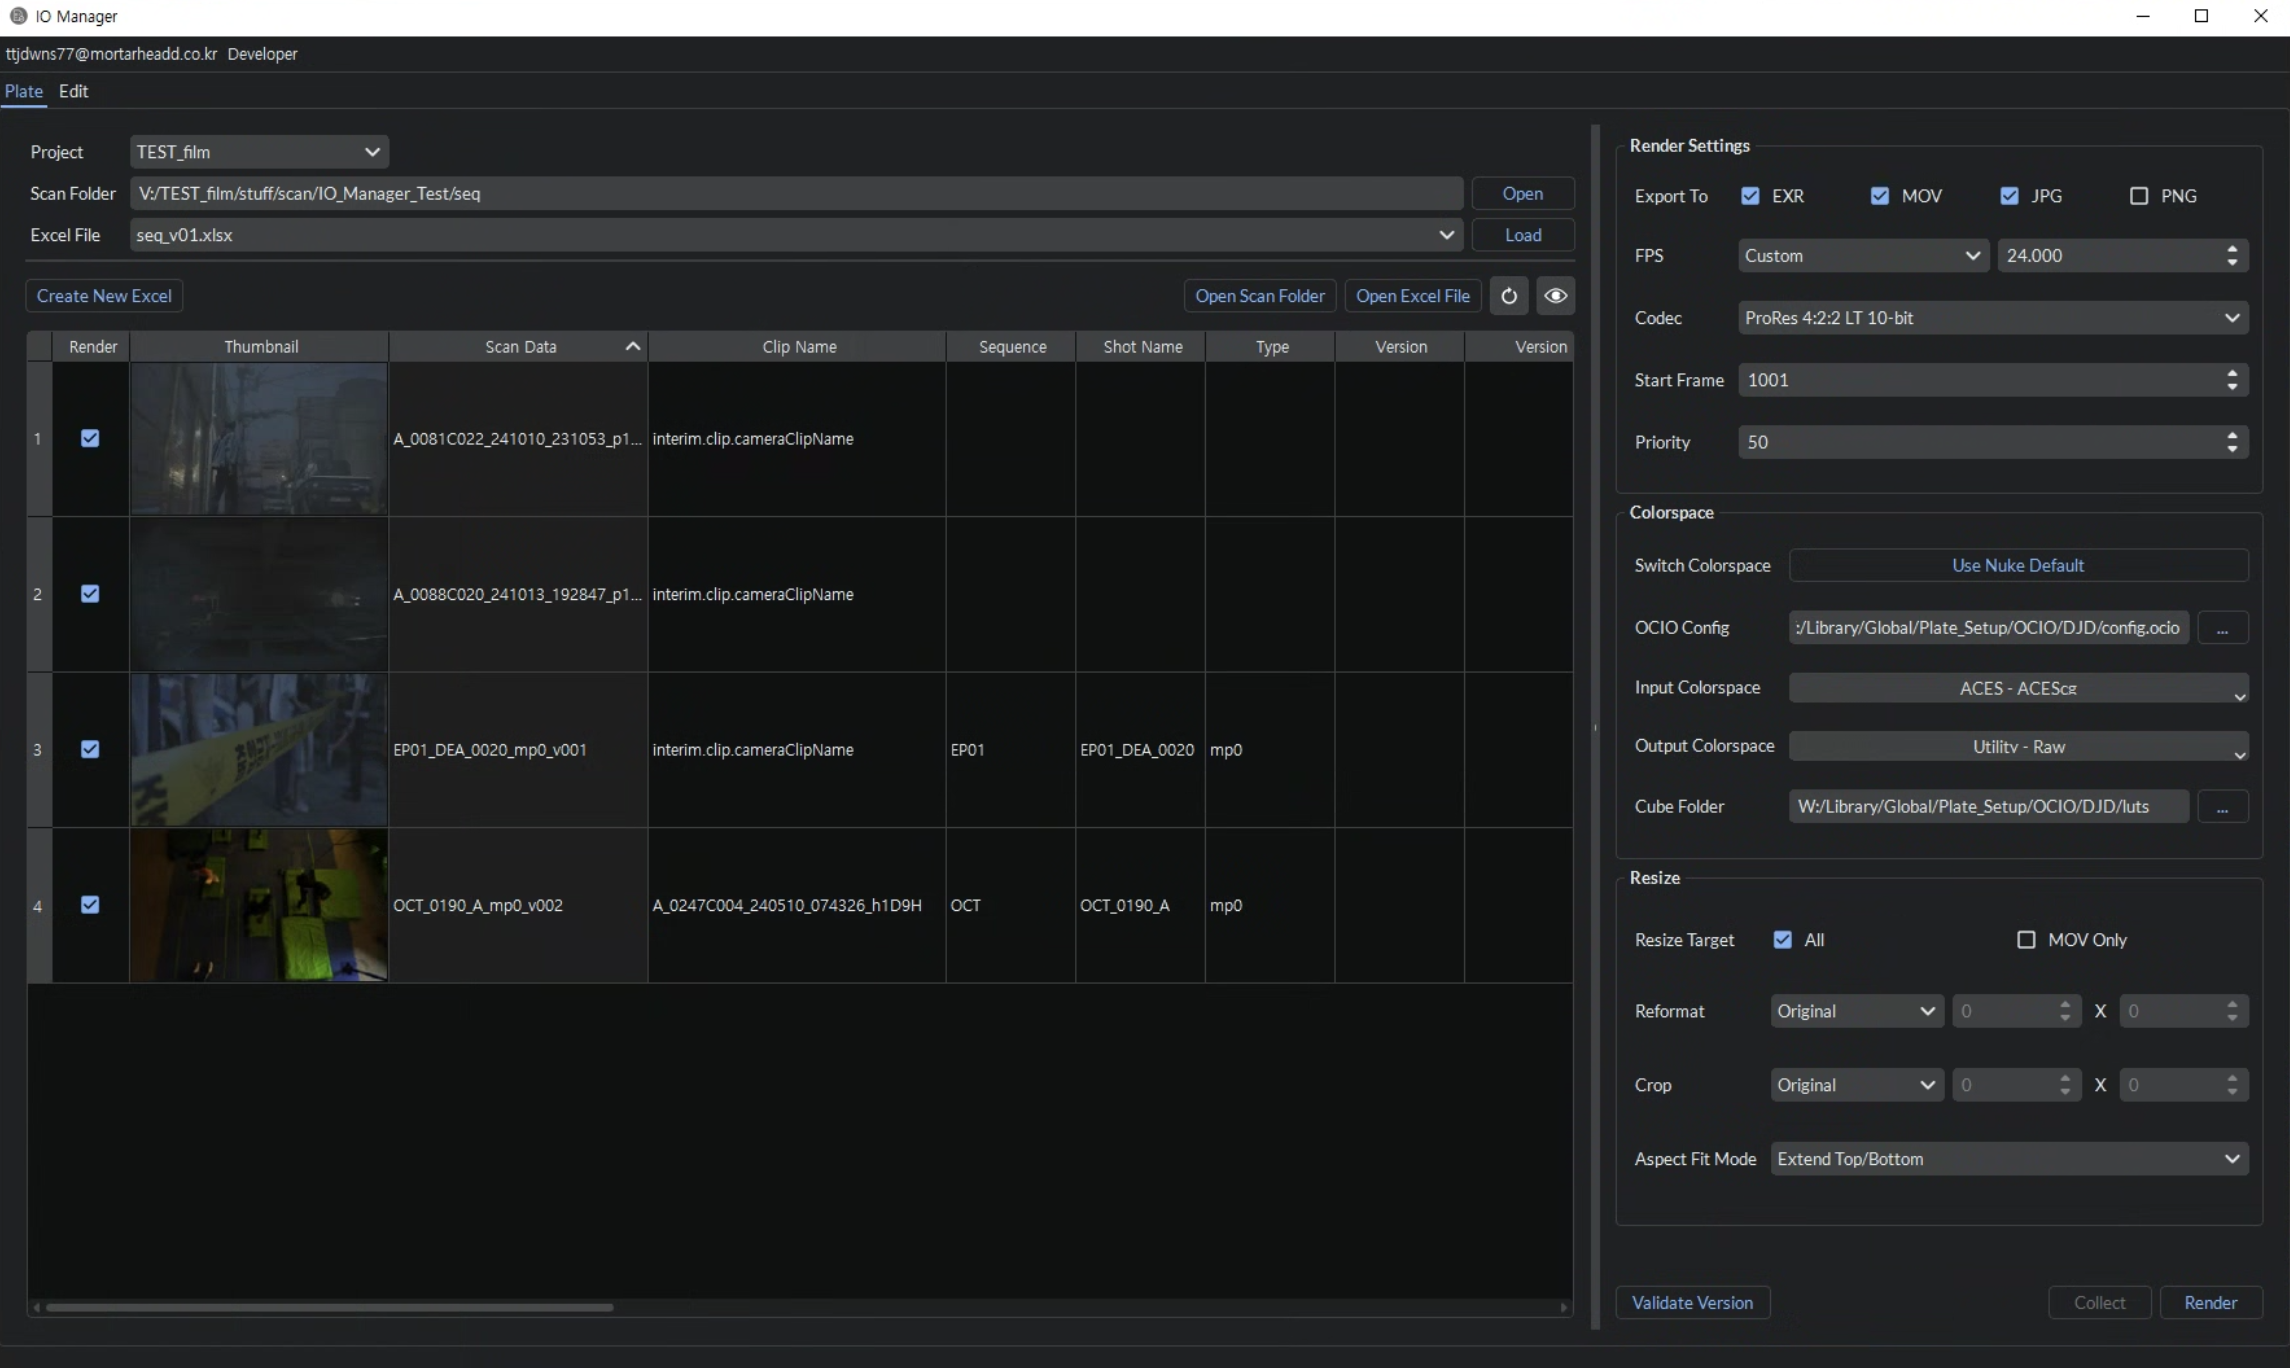 IO Manager
ttjdwns77@mortarheadd.co.kr Developer
Plate Edit
Project TEST_film
Scan Folder V:/TEST_film/stuff/scan/IO_Manager_Test/seq Open
Excel File seq_v01.xlsx Load
Create New Excel Open Scan Folder Open Excel File
Render Thumbnail Scan Data Clip Name Sequence Shot Name Type Version Version
1 A_0081C022_241010_231053_p1... interim.clip.cameraClipName
2 A_0088C020_241013_192847_p1... interim.clip.cameraClipName
3 EP01_DEA_0020_mp0_v001 interim.clip.cameraClipName EP01 EP01_DEA_0020 mp0
4 OCT_0190_A_mp0_v002 A_0247C004_240510_074326_h1D9H OCT OCT_0190_A mp0
Render Settings
Export To EXR MOV JPG PNG
FPS Custom 24.000
Codec ProRes 4:2:2 LT 10-bit
Start Frame 1001
Priority 50
Colorspace
Switch Colorspace Use Nuke Default
OCIO Config :/Library/Global/Plate_Setup/OCIO/DJD/config.ocio ...
Input Colorspace ACES - ACEScg
Output Colorspace Utility - Raw
Cube Folder W:/Library/Global/Plate_Setup/OCIO/DJD/luts ...
Resize
Resize Target All MOV Only
Reformat Original 0 X 0
Crop Original 0 X 0
Aspect Fit Mode Extend Top/Bottom
Validate Version Collect Render